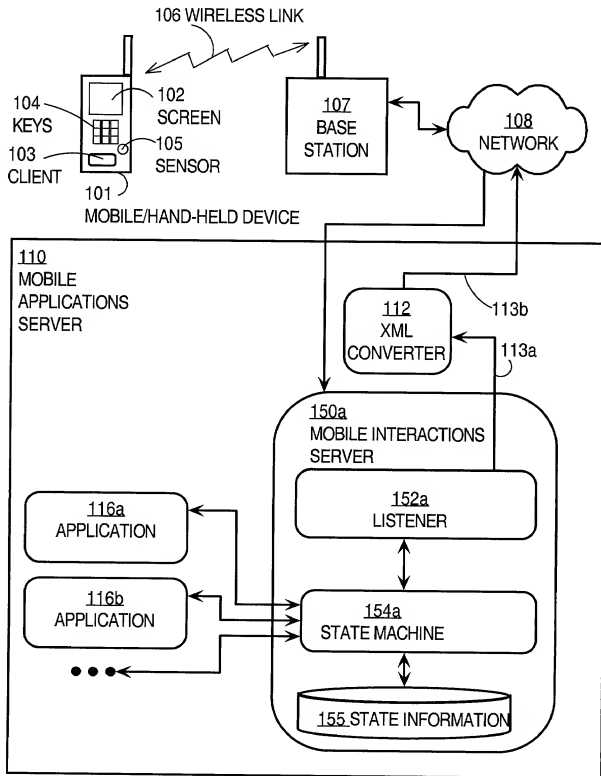 106 WIRELESS LINK
104
KEYS
103
CLIENT
102
SCREEN
105
SENSOR
101
MOBILE/HAND-HELD DEVICE
107
BASE
STATION
108
NETWORK
110
MOBILE
APPLICATIONS
SERVER
112
XML
CONVERTER
113b
113a
150a
MOBILE INTERACTIONS
SERVER
152a
LISTENER
116a
APPLICATION
116b
APPLICATION
154a
STATE MACHINE
155 STATE INFORMATION